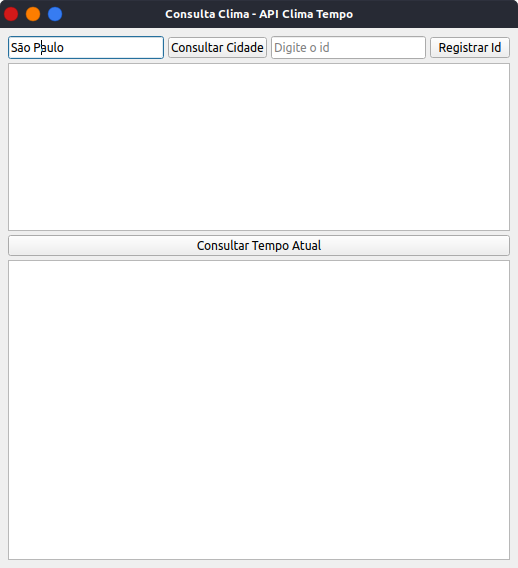 Consulta Clima - API Clima Tempo
São Paulo Consultar Cidade Digite o id Registrar Id
Consultar Tempo Atual